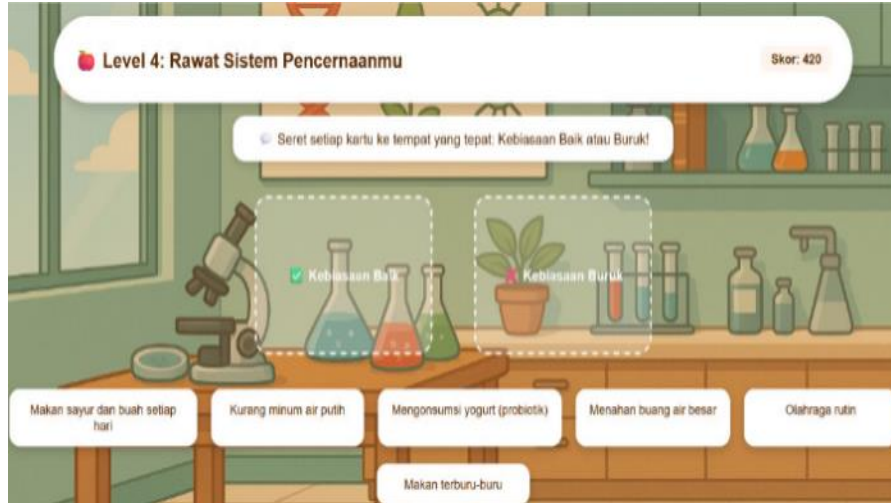 Level 4: Rawat Sistem Pencernaanmu
Skor: 420
Seret setiap kartu ke tempat yang tepat: Kebiasaan Baik atau Buruk!
Kebiasaan Baik
Kebiasaan Buruk
Makan sayur dan buah setiap
hari
Kurang minum air putih
Mengonsumsi yogurt (probiotik)
Menahan buang air besar
Olahraga rutin
Makan terburu-buru